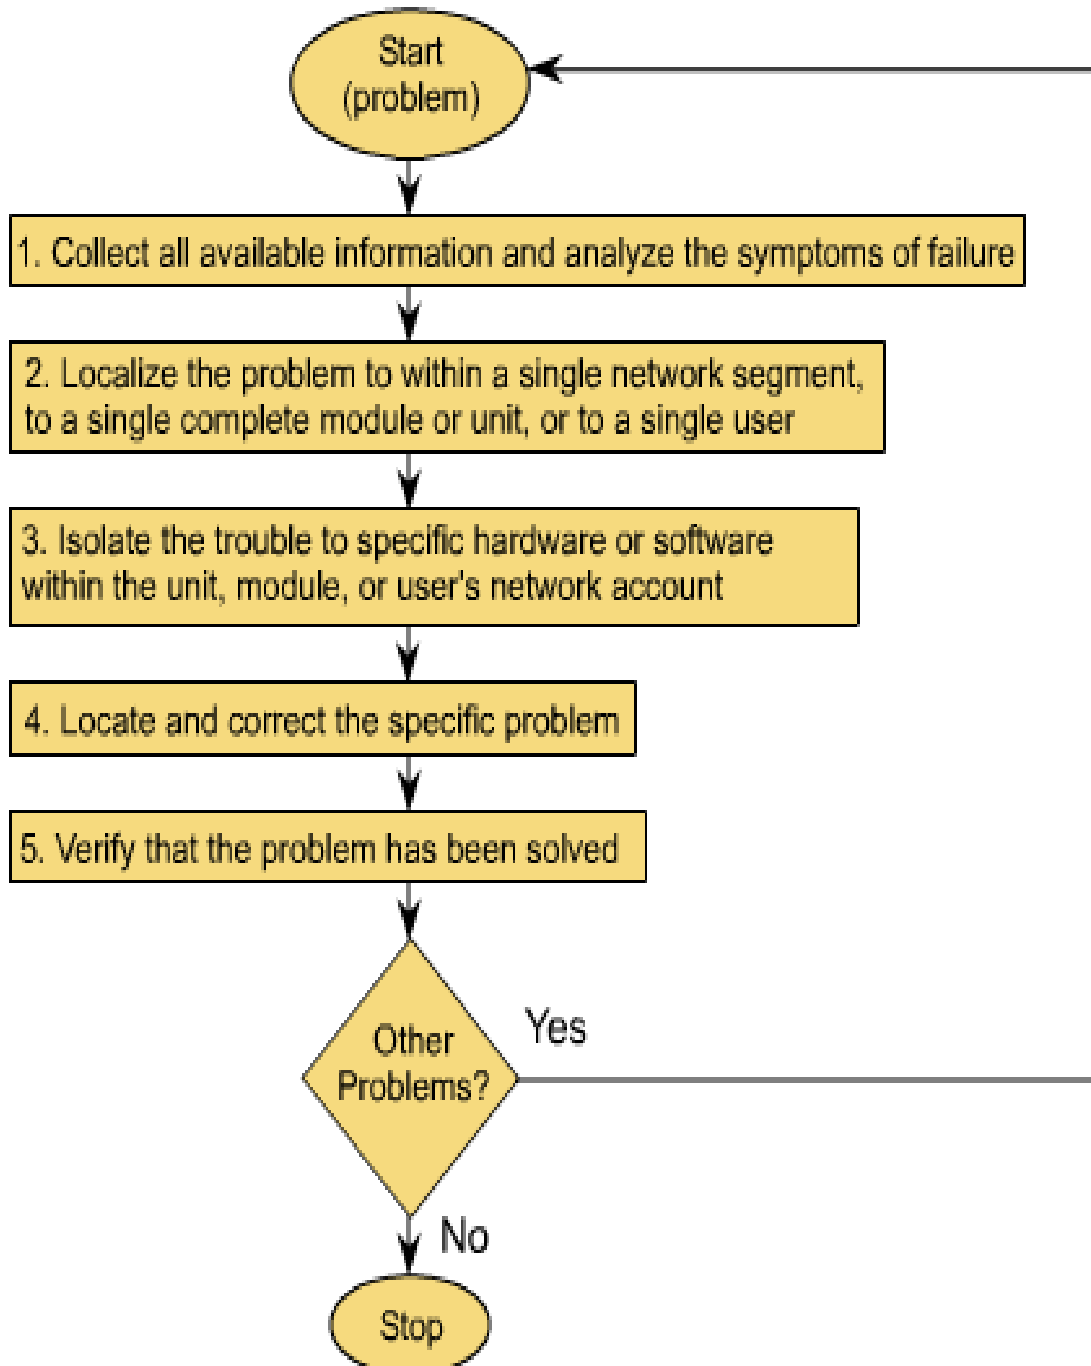 Start
(problem)
1. Collect all available information and analyze the symptoms of failure
2. Localize the problem to within a single network segment,
to a single complete module or unit, or to a single user
3. Isolate the trouble to specific hardware or software
within the unit, module, or user's network account
4. Locate and correct the specific problem
5. Verify that the problem has been solved
Other
Problems?
Yes
No
Stop